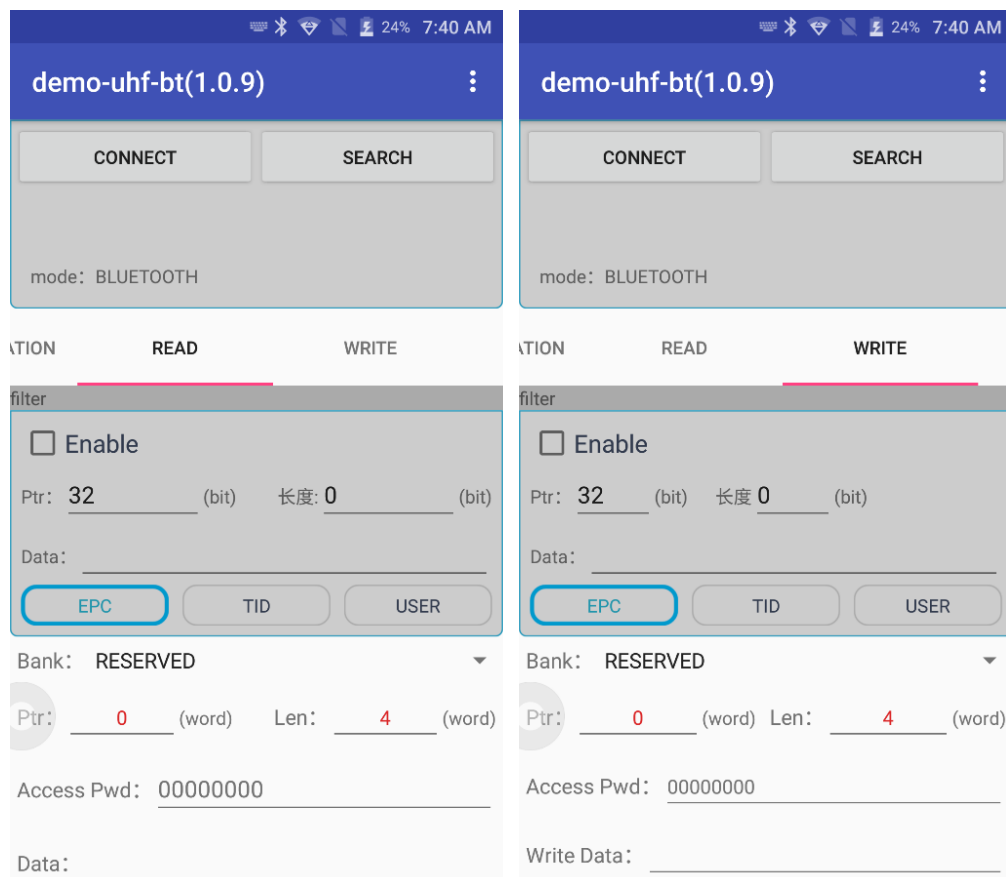 24% 7:40 AM
demo-uhf-bt(1.0.9)
CONNECT SEARCH
mode：BLUETOOTH
ATION READ WRITE
filter
Enable
Ptr： 32 (bit) 长度: 0 (bit)
Data：
EPC TID USER
Bank： RESERVED
Ptr： 0 (word) Len： 4 (word)
Access Pwd： 00000000
Data：
24% 7:40 AM
demo-uhf-bt(1.0.9)
CONNECT SEARCH
mode：BLUETOOTH
ATION READ WRITE
filter
Enable
Ptr： 32 (bit) 长度 0 (bit)
Data：
EPC TID USER
Bank： RESERVED
Ptr： 0 (word) Len： 4 (word)
Access Pwd： 00000000
Write Data：